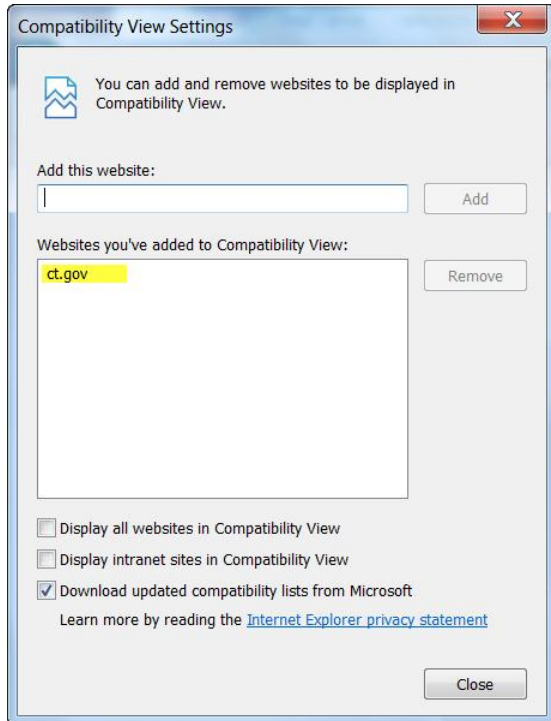 Compatibility View Settings
You can add and remove websites to be displayed in
Compatibility View.
Add this website:
Add
Websites you've added to Compatibility View:
ct.gov
Remove
Display all websites in Compatibility View
Display intranet sites in Compatibility View
Download updated compatibility lists from Microsoft
Learn more by reading the Internet Explorer privacy statement
Close